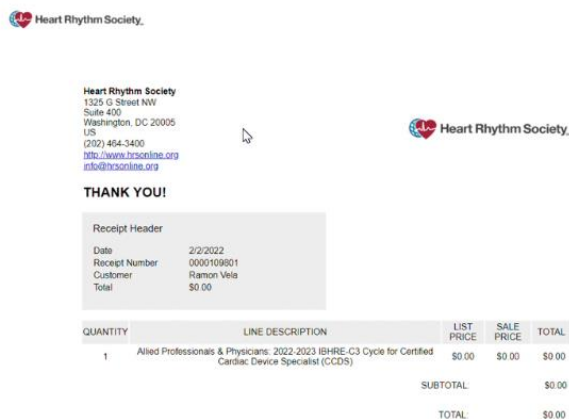 Heart Rhythm Society
Heart Rhythm Society
1325 G Street NW
Suite 400
Washington, DC 20005
US
(202) 464-3400
http://www.hrsonline.org
info@hrsonline.org
Heart Rhythm Society
THANK YOU!
Receipt Header
Date 2/2/2022
Receipt Number 0000109801
Customer Ramon Vela
Total $0.00
QUANTITY LINE DESCRIPTION LIST PRICE SALE PRICE TOTAL
1 Allied Professionals & Physicians: 2022-2023 IBHRE-C3 Cycle for Certified
Cardiac Device Specialist (CCDS) $0.00 $0.00 $0.00
SUBTOTAL: $0.00
TOTAL: $0.00